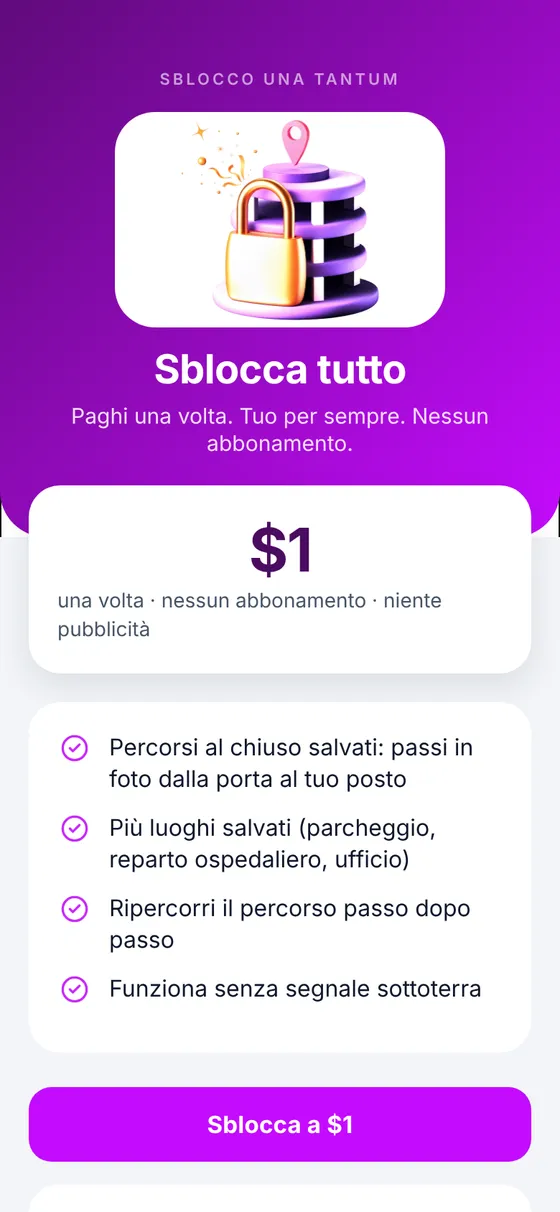 SBLOCCO UNA TANTUM
Sblocca tutto
Paghi una volta. Tuo per sempre. Nessun
abbonamento.
$1
una volta · nessun abbonamento · niente
pubblicità
Percorsi al chiuso salvati: passi in
foto dalla porta al tuo posto
Più luoghi salvati (parcheggio,
reparto ospedaliero, ufficio)
Ripercorri il percorso passo dopo
passo
Funziona senza segnale sottoterra
Sblocca a $1